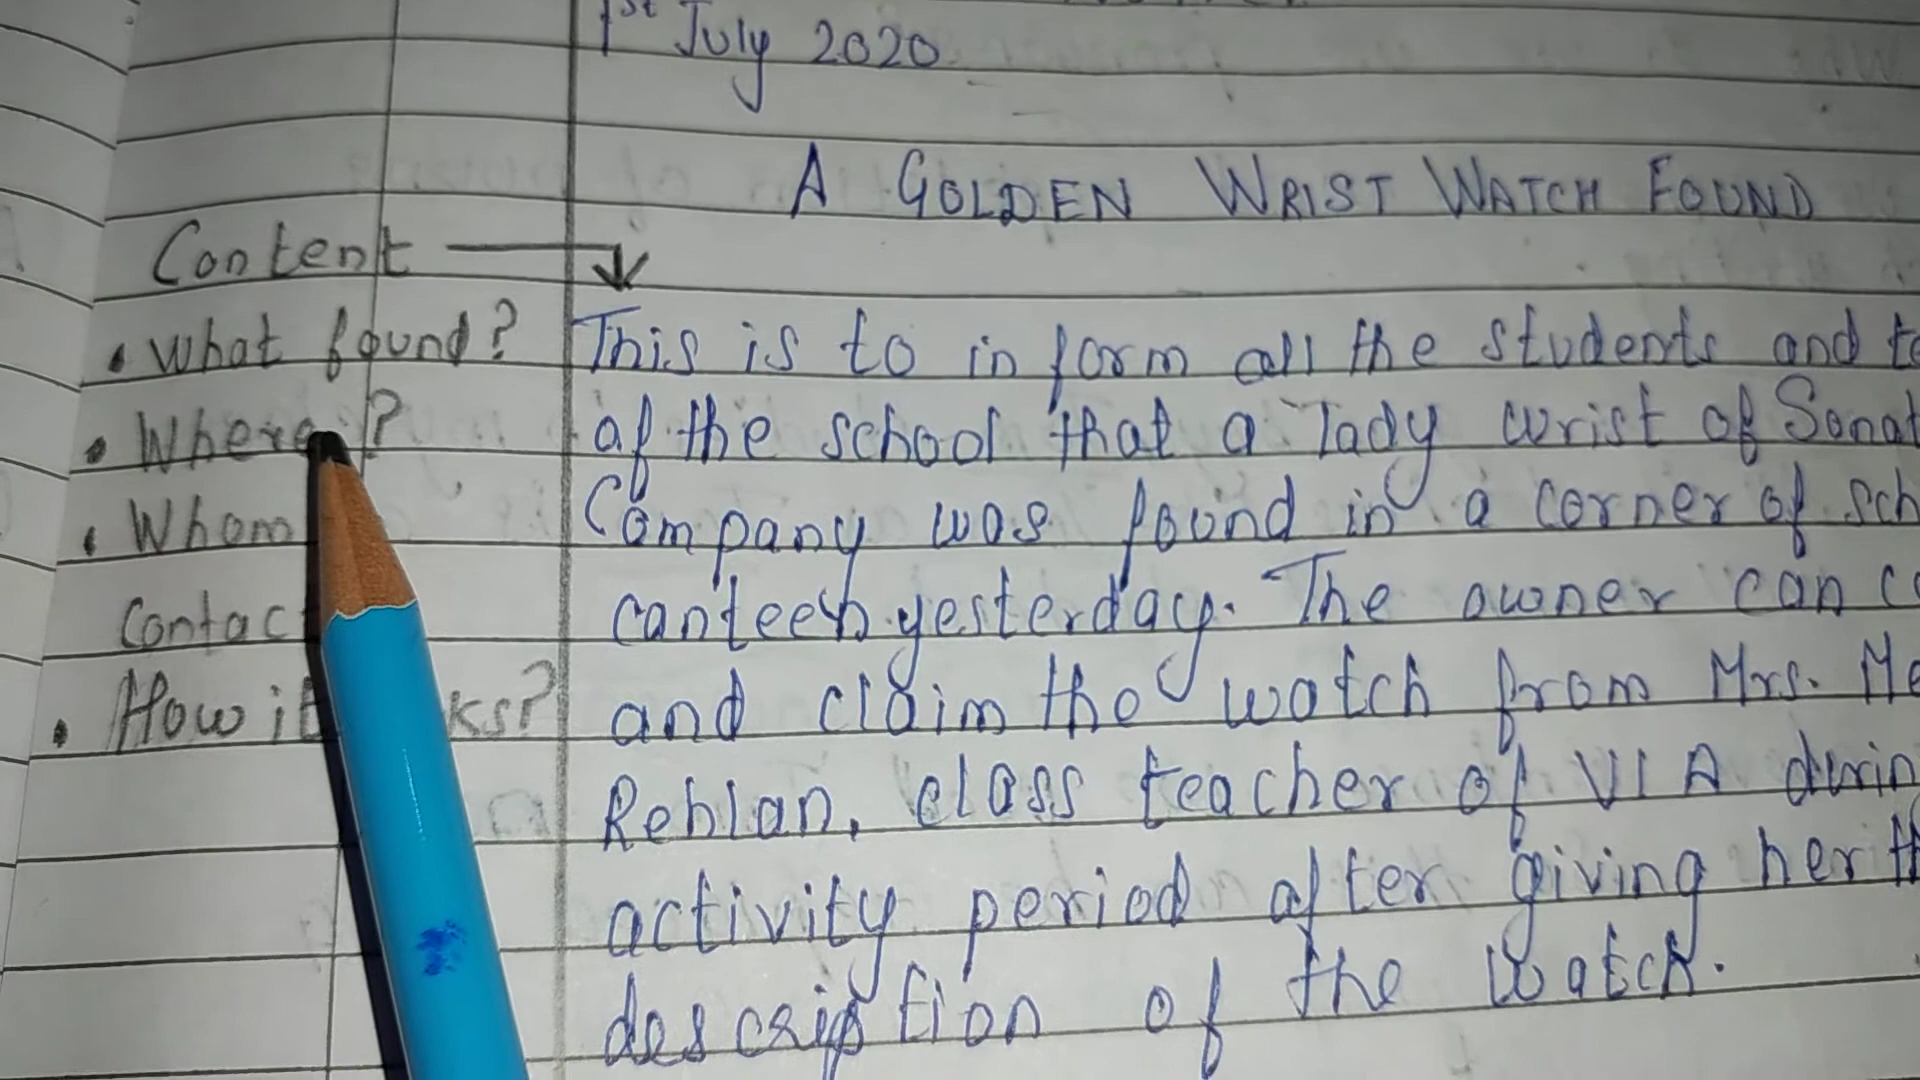 1st July 2020
A GOLDEN WRIST WATCH FOUND
Content
• What found?
This is to inform all the students and
• Where?
of the school that a lady wrist of Sonat
• Whom
Company was found in a corner of sch
Contac
canteen yesterday. The owner can
• How it ks?
and claim the watch from Mrs. Me
Rehlan, class teacher of VI A durin
activity period after giving her th
description of the watch.